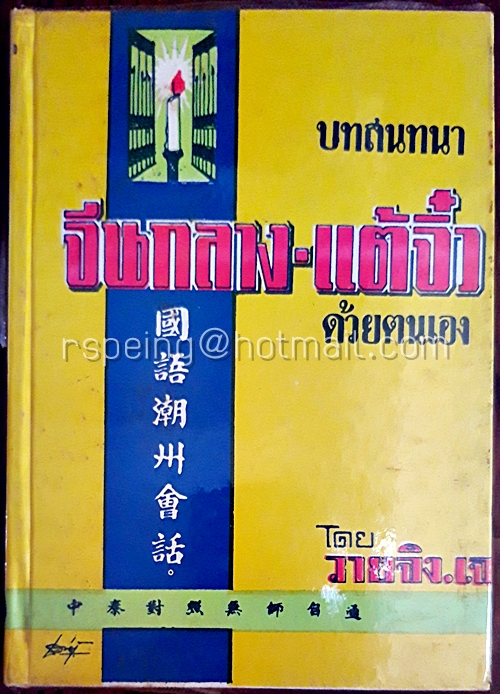 บทสนทนา
จีนกลาง-แต้จิ๋ว
ด้วยตนเอง
rspeing@hotmail.com
國語潮州會話。
โดย
中泰對照無師自通